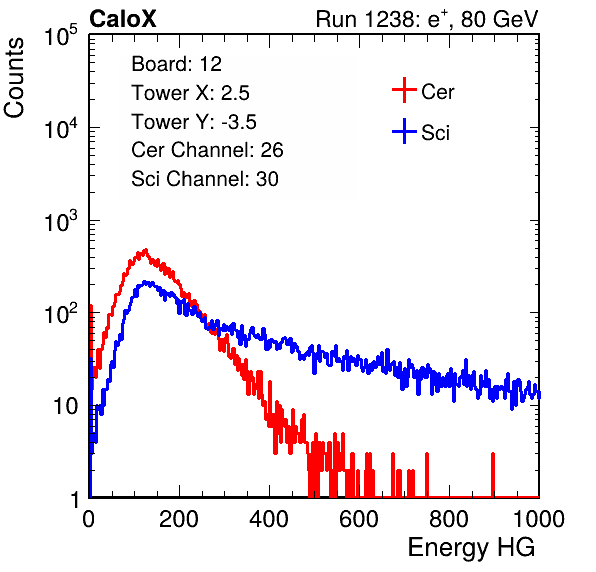 CaloX Run 1238: e⁺, 80 GeV
Counts
10⁵
10⁴
10³
10²
10
1
Board: 12
Tower X: 2.5
Tower Y: -3.5
Cer Channel: 26
Sci Channel: 30
Cer
Sci
0 200 400 600 800 1000
Energy HG